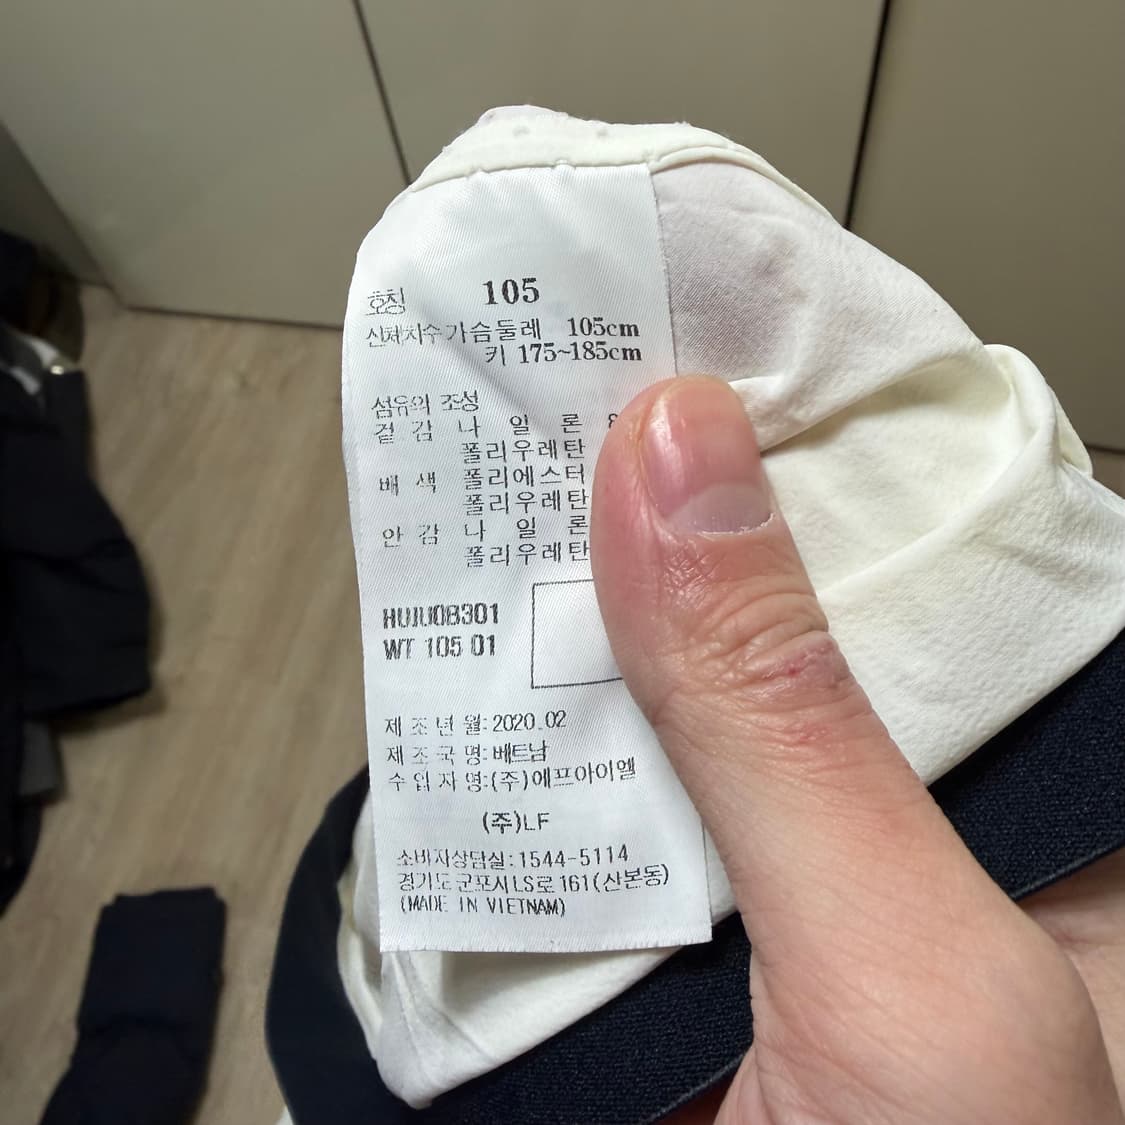 호칭 105
신체치수 가슴둘레 105cm
키 175~185cm
섬유의 조성
겉감 나일론
폴리우레탄
배색 폴리에스터
폴리우레탄
안감 나일론
폴리우레탄
HUJU0B301
WT 105 01
제조년월: 2020.02
제조국명: 베트남
수입자명:(주)에프아이엘
(주)LF
소비자상담실:1544-5114
경기도 군포시 LS로 161(산본동)
(MADE IN VIETNAM)